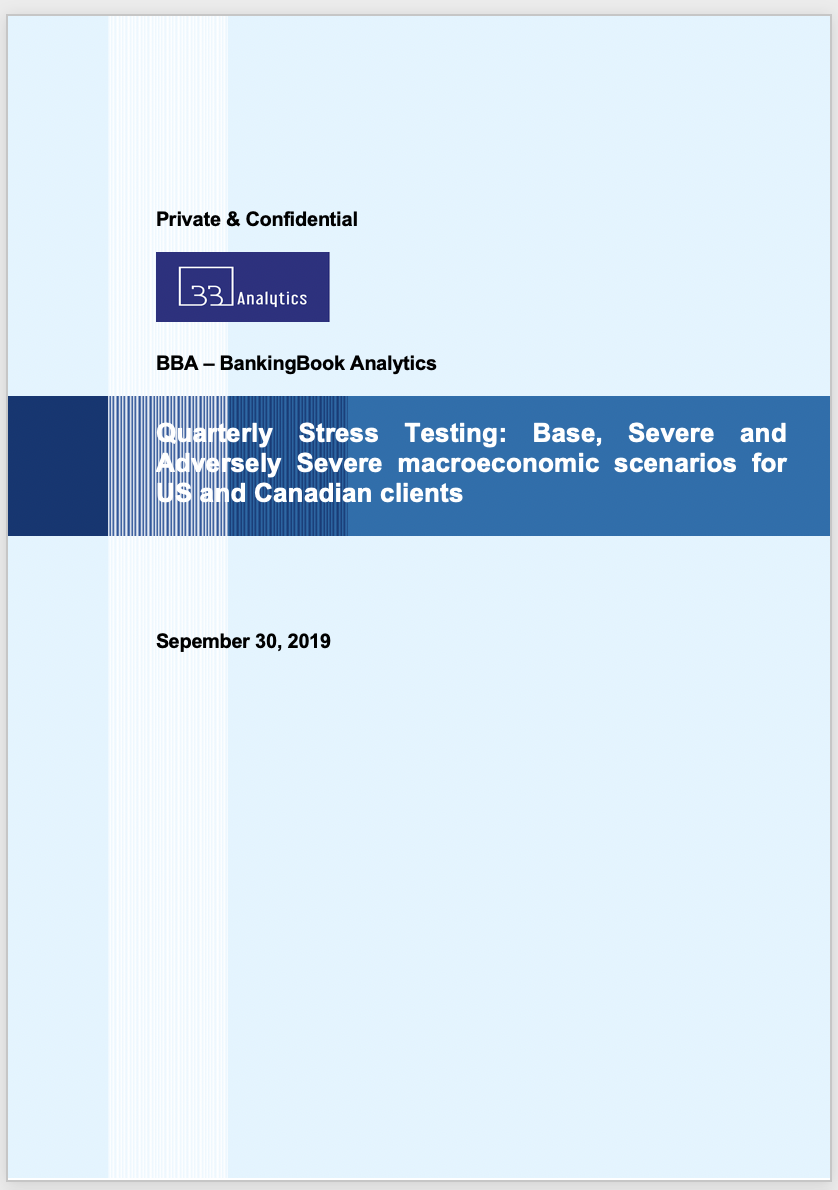 Private & Confidential
BB Analytics
BBA – BankingBook Analytics
Quarterly Stress Testing: Base, Severe and
Adversely Severe macroeconomic scenarios for
US and Canadian clients
Sepember 30, 2019